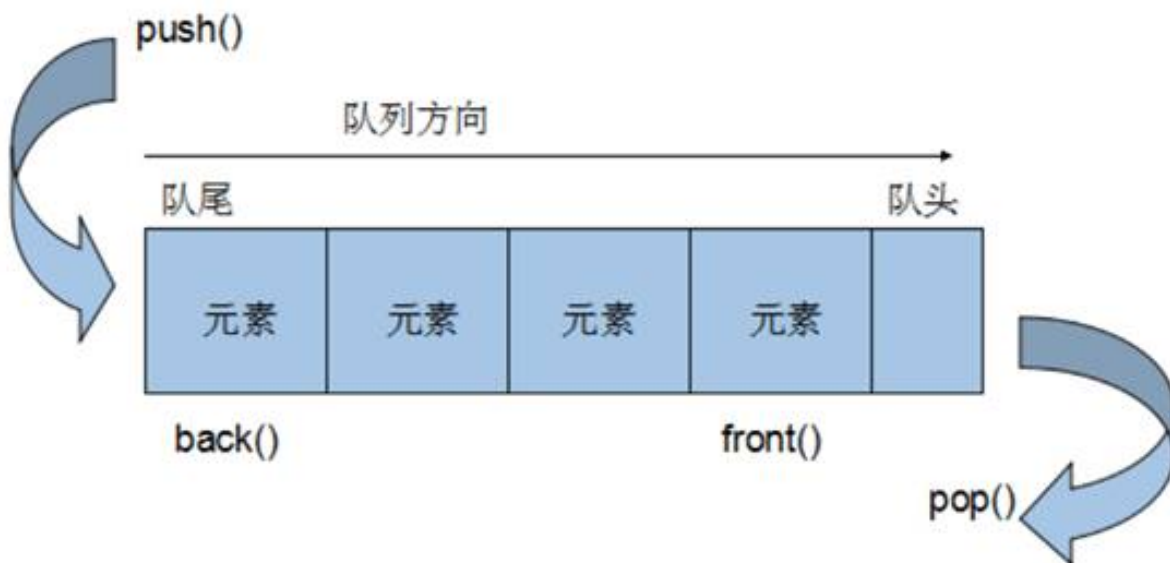 push()
队列方向
队尾 队头
元素 元素 元素 元素
back() front()
pop()